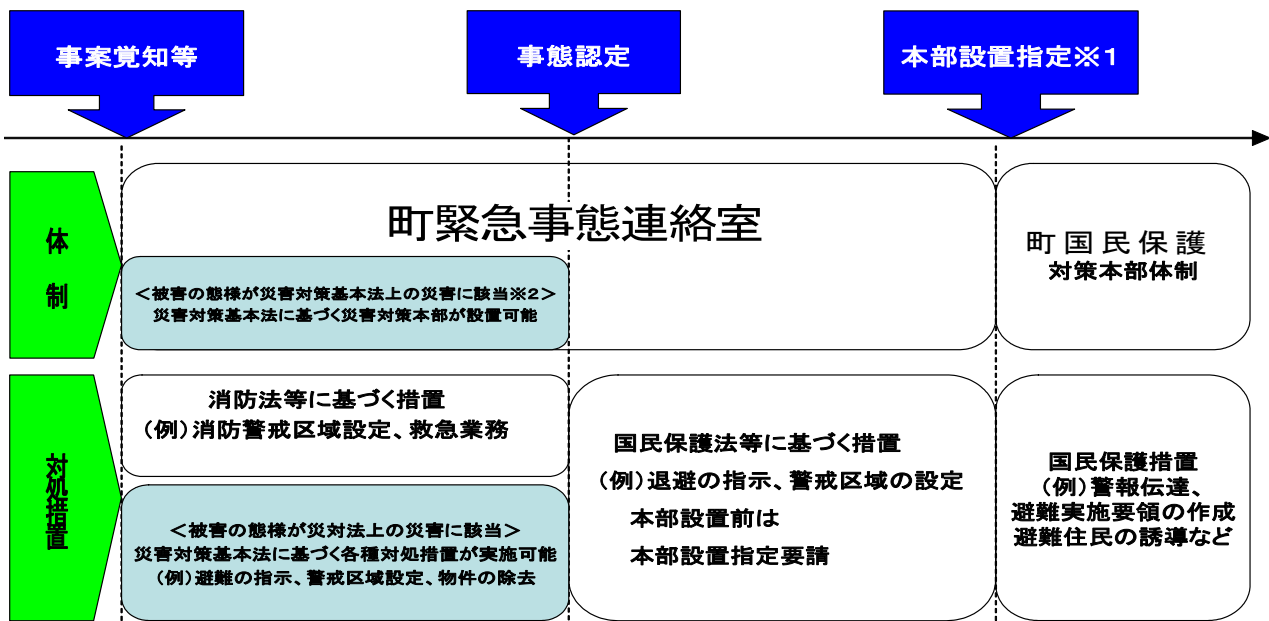 事案覚知等
事態認定
本部設置指定※1
体制
町緊急事態連絡室
＜被害の態様が災害対策基本法上の災害に該当※2＞
災害対策基本法に基づく災害対策本部が設置可能
町国民保護
対策本部体制
対処措置
消防法等に基づく措置
（例）消防警戒区域設定、救急業務
＜被害の態様が災対法上の災害に該当＞
災害対策基本法に基づく各種対処措置が実施可能
（例）避難の指示、警戒区域設定、物件の除去
国民保護法等に基づく措置
（例）退避の指示、警戒区域の設定
本部設置前は
本部設置指定要請
国民保護措置
（例）警報伝達、
避難実施要領の作成
避難住民の誘導など